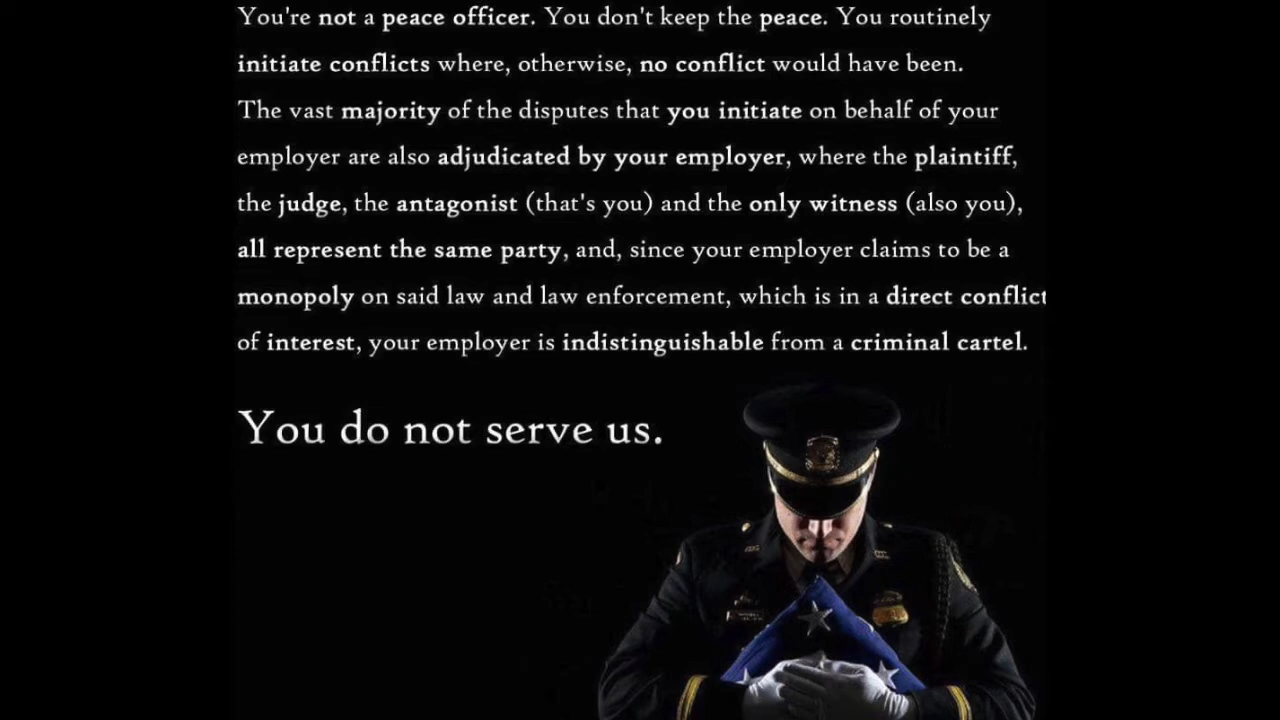 You're not a peace officer. You don't keep the peace. You routinely
initiate conflicts where, otherwise, no conflict would have been.
The vast majority of the disputes that you initiate on behalf of your
employer are also adjudicated by your employer, where the plaintiff,
the judge, the antagonist (that's you) and the only witness (also you),
all represent the same party, and, since your employer claims to be a
monopoly on said law and law enforcement, which is in a direct conflict
of interest, your employer is indistinguishable from a criminal cartel.
You do not serve us.